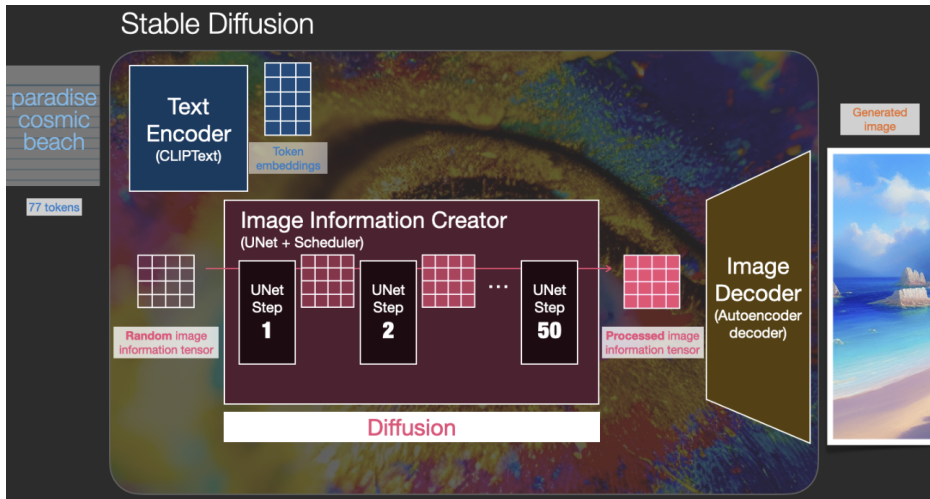 Stable Diffusion
paradise
cosmic
beach
77 tokens
Text
Encoder
(CLIPText)
Token
embeddings
Generated
image
Image Information Creator
(UNet + Scheduler)
UNet
Step
1
UNet
Step
2
...
UNet
Step
50
Random image
information tensor
Processed image
information tensor
Image
Decoder
(Autoencoder
decoder)
Diffusion